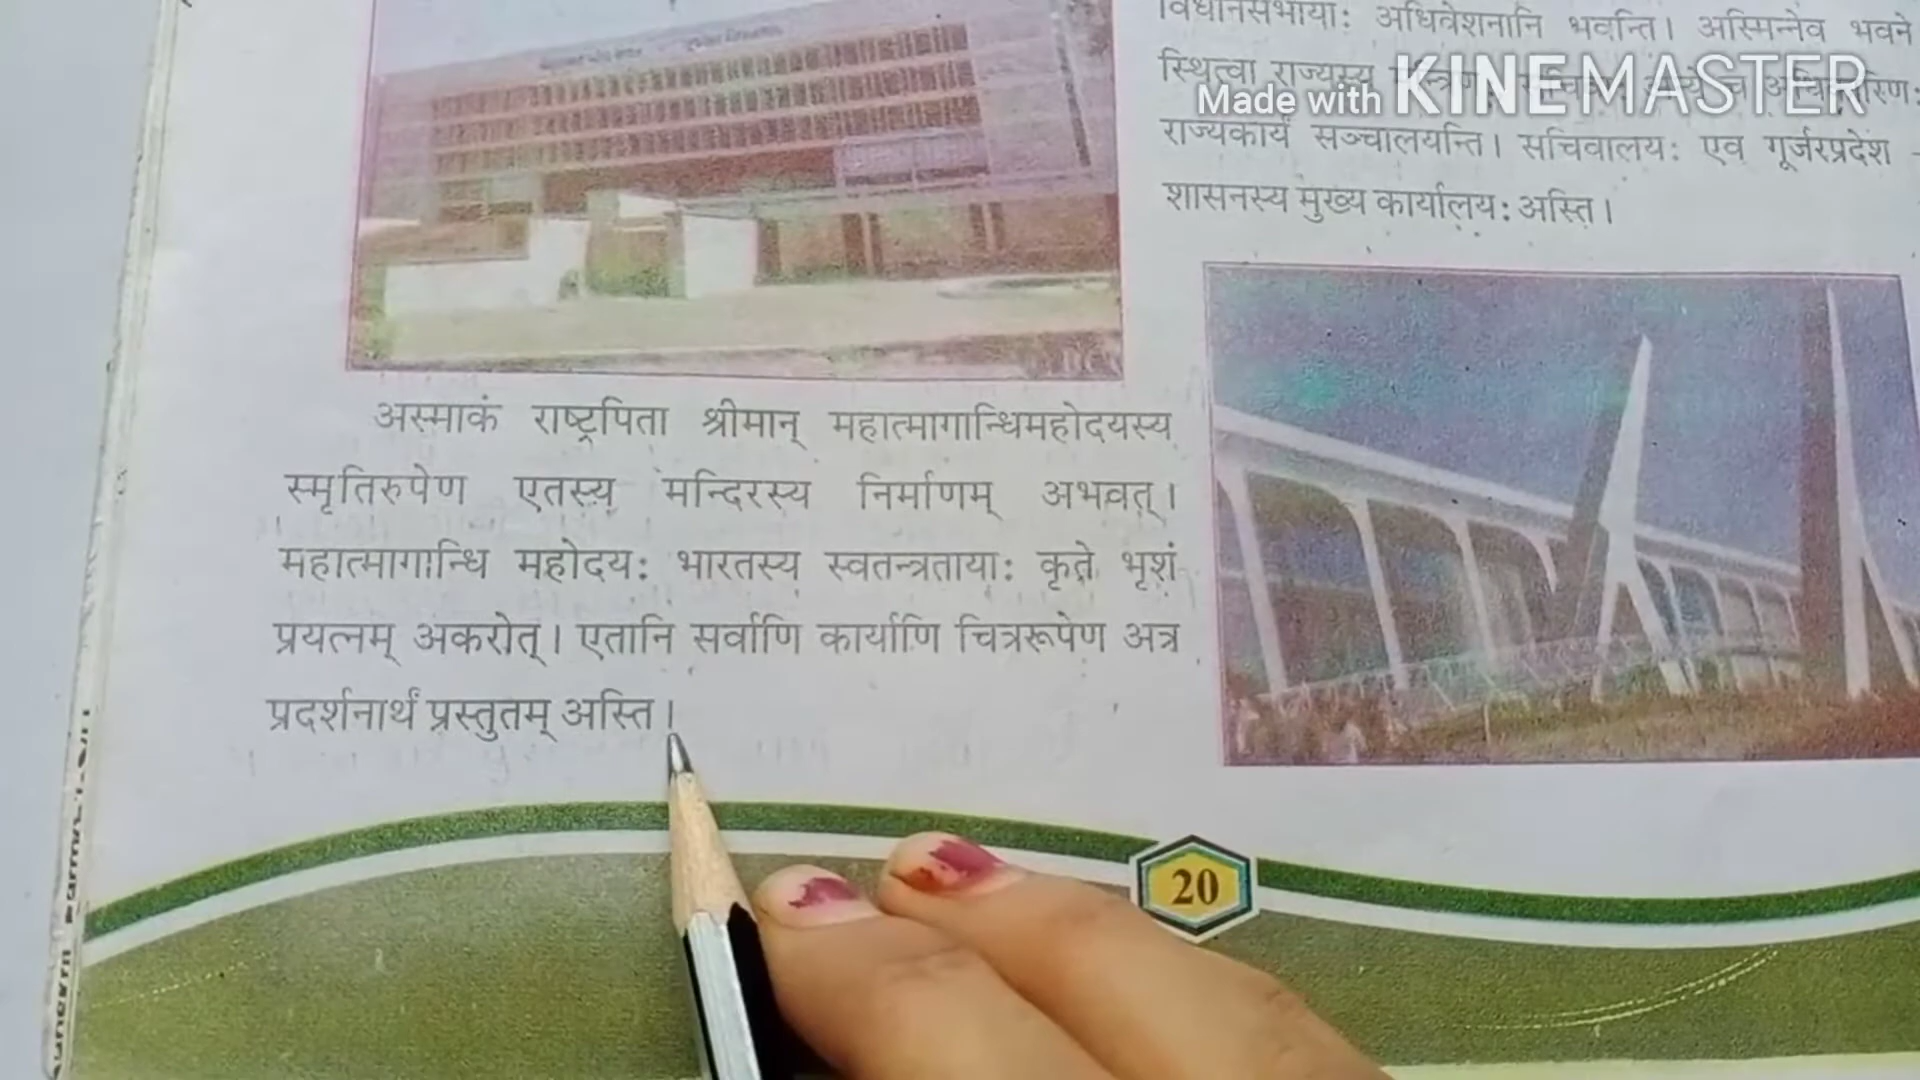 अस्माकं राष्ट्रपिता श्रीमान् महात्मागान्धिमहोदयस्य
स्मृतिरुपेण एतस्य मन्दिरस्य निर्माणम् अभवत्।
महात्मागान्धि महोदयः भारतस्य स्वतन्त्रतायाः कृते भृशं
प्रयत्नम् अकरोत्। एतानि सर्वाणि कार्याणि चित्ररूपेण अत्र
प्रदर्शनार्थं प्रस्तुतम् अस्ति।
विधानसभायाः अधिवेशनानि भवन्ति। अस्मिन्नेव भवने
स्थित्वा राज्यस्य
राज्यकार्यं सञ्चालयन्ति। सचिवालयः एव गूर्जरप्रदेश -
शासनस्य मुख्य कार्यालयः अस्ति।
Made with KINEMASTER
20